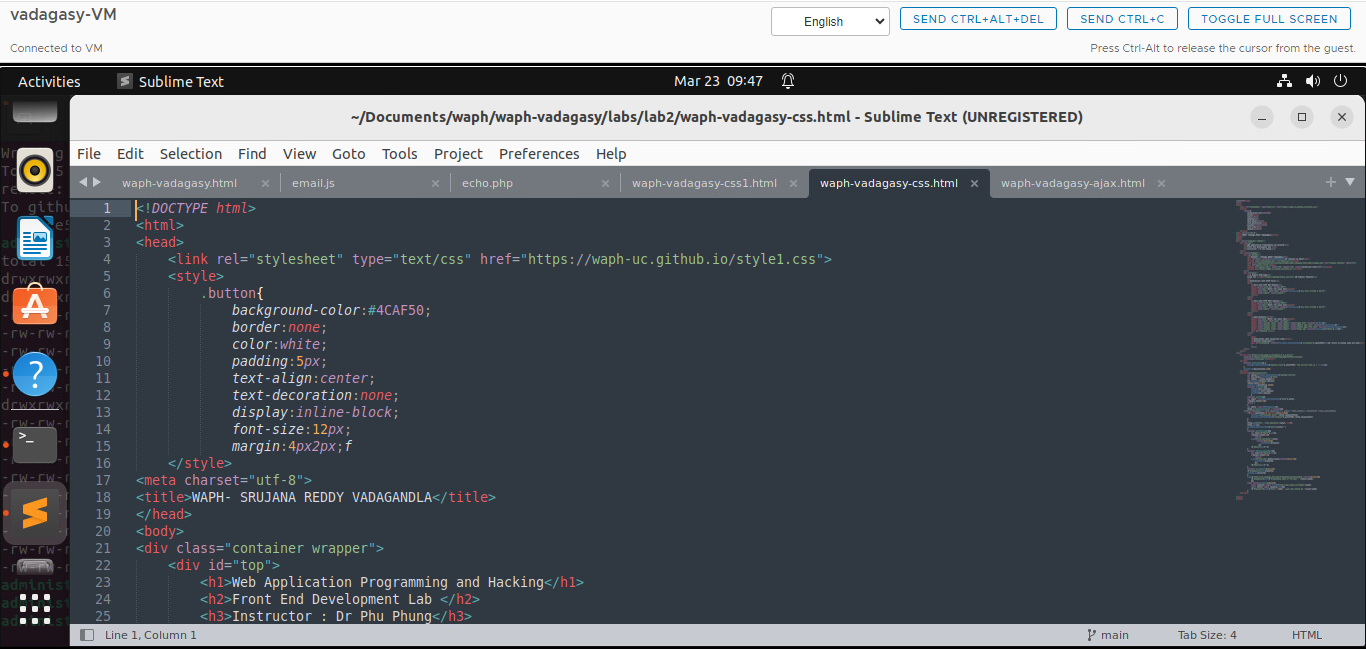 vadagasy-VM
English
SEND CTRL+ALT+DEL
SEND CTRL+C
TOGGLE FULL SCREEN
Connected to VM
Press Ctrl-Alt to release the cursor from the guest.
Activities
Sublime Text
Mar 23 09:47
~/Documents/waph/waph-vadagasy/labs/lab2/waph-vadagasy-css.html - Sublime Text (UNREGISTERED)
File Edit Selection Find View Goto Tools Project Preferences Help
waph-vadagasy.html × email.js × echo.php × waph-vadagasy-css1.html × waph-vadagasy-css.html × waph-vadagasy-ajax.html ×
1 <!DOCTYPE html>
2 <html>
3 <head>
4     <link rel="stylesheet" type="text/css" href="https://waph-uc.github.io/style1.css">
5     <style>
6         .button{
7             background-color:#4CAF50;
8             border:none;
9             color:white;
10             padding:5px;
11             text-align:center;
12             text-decoration:none;
13             display:inline-block;
14             font-size:12px;
15             margin:4px2px;f
16     </style>
17 <meta charset="utf-8">
18 <title>WAPH- SRUJANA REDDY VADAGANDLA</title>
19 </head>
20 <body>
21 <div class="container wrapper">
22     <div id="top">
23         <h1>Web Application Programming and Hacking</h1>
24         <h2>Front End Development Lab </h2>
25         <h3>Instructor : Dr Phu Phung</h3>
Line 1, Column 1
main
Tab Size: 4
HTML